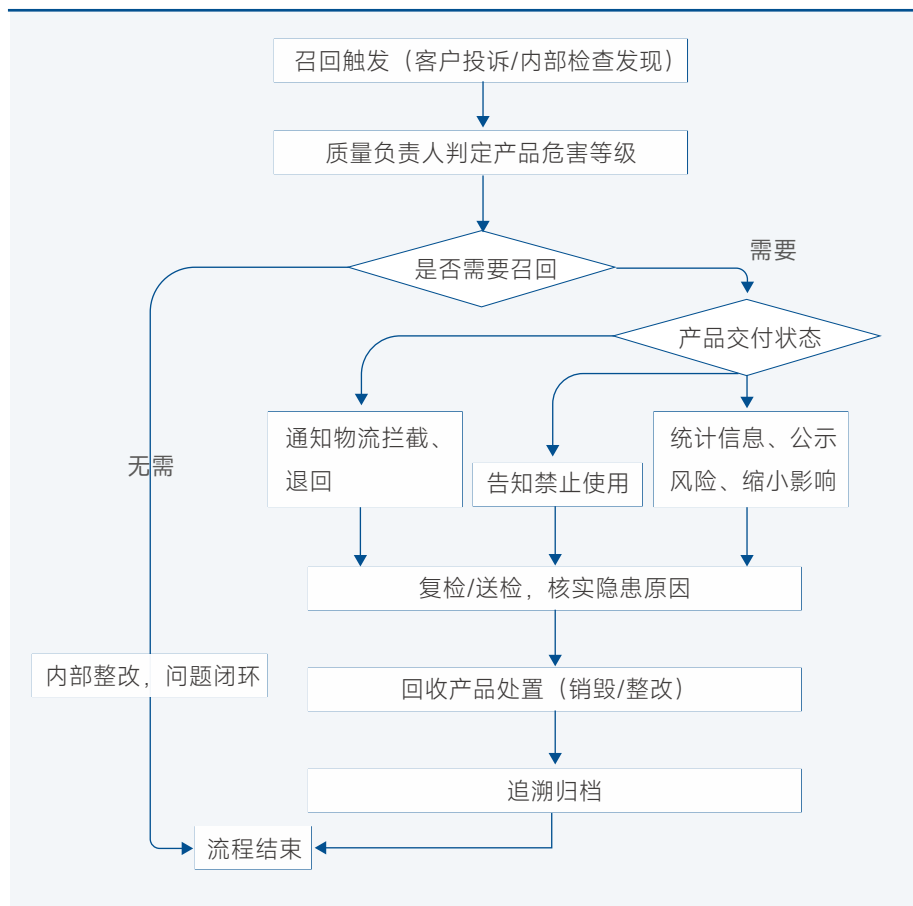 召回触发（客户投诉/内部检查发现）
质量负责人判定产品危害等级
是否需要召回
需要
产品交付状态
通知物流拦截、
退回
告知禁止使用
统计信息、公示
风险、缩小影响
无需
复检/送检，核实隐患原因
内部整改，问题闭环
回收产品处置（销毁/整改）
追溯归档
流程结束